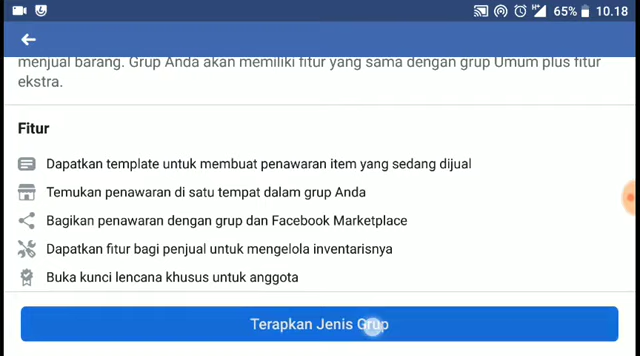 65% 10.18
menjual barang. Grup Anda akan memiliki fitur yang sama dengan grup Umum plus fitur
ekstra.
Fitur
Dapatkan template untuk membuat penawaran item yang sedang dijual
Temukan penawaran di satu tempat dalam grup Anda
Bagikan penawaran dengan grup dan Facebook Marketplace
Dapatkan fitur bagi penjual untuk mengelola inventarisnya
Buka kunci lencana khusus untuk anggota
Terapkan Jenis Grup